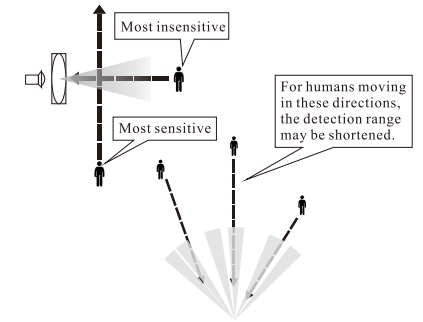 Most insensitive
Most sensitive
For humans moving
in these directions,
the detection range
may be shortened.